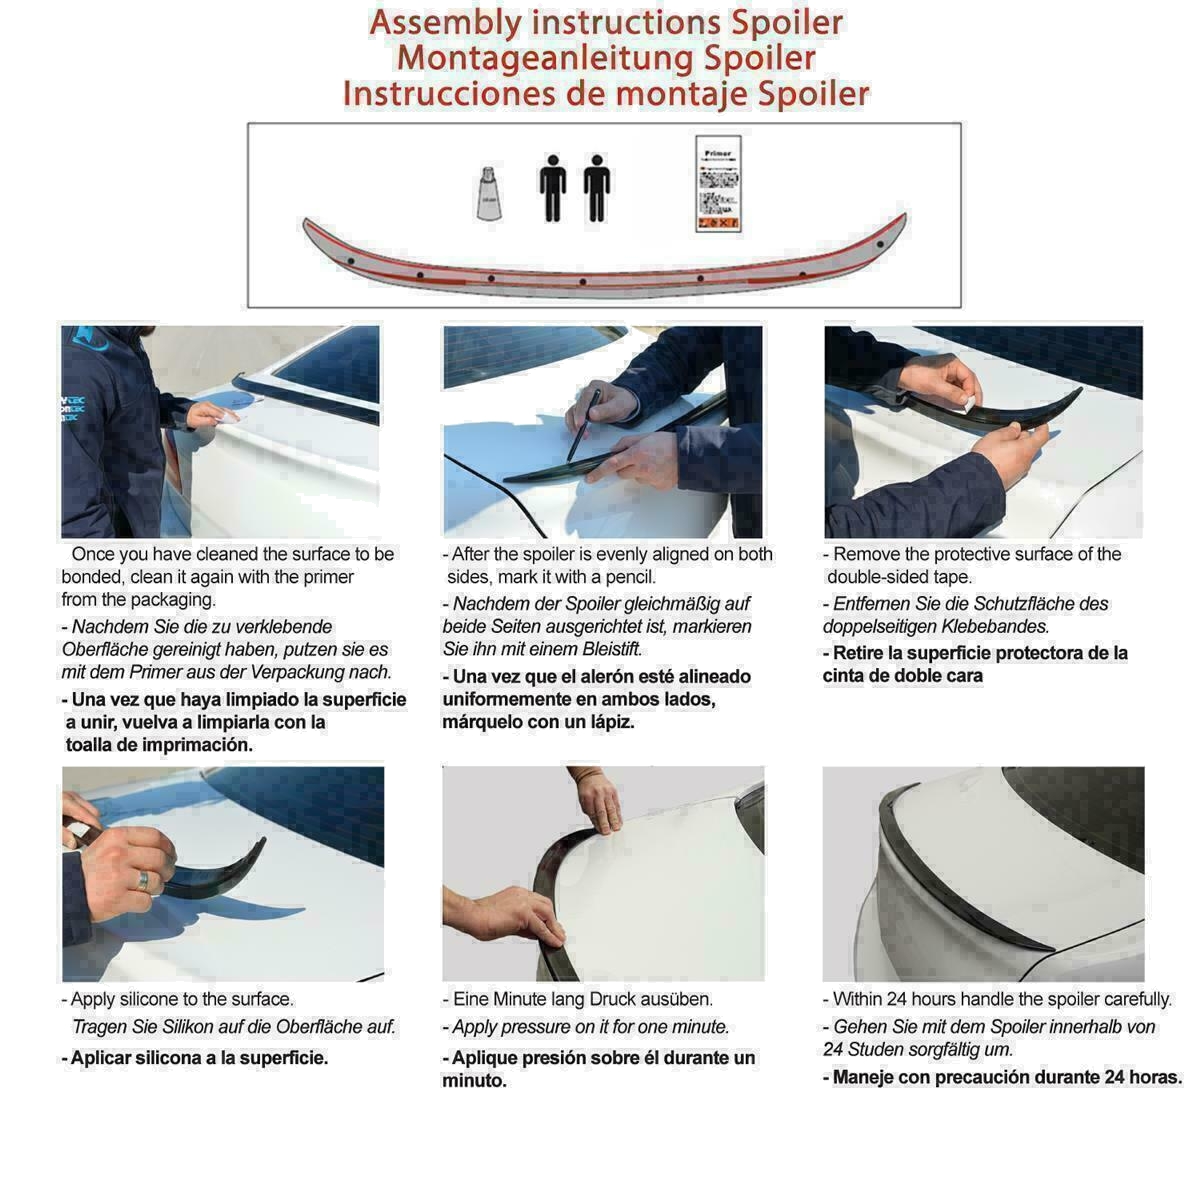 Assembly instructions Spoiler
Montageanleitung Spoiler
Instrucciones de montaje Spoiler
Primer
Once you have cleaned the surface to be
bonded, clean it again with the primer
from the packaging.
- Nachdem Sie die zu verklebende
Oberfläche gereinigt haben, putzen sie es
mit dem Primer aus der Verpackung nach.
- Una vez que haya limpiado la superficie
a unir, vuelva a limpiarla con la
toalla de imprimación.
- After the spoiler is evenly aligned on both
sides, mark it with a pencil.
- Nachdem der Spoiler gleichmäßig auf
beide Seiten ausgerichtet ist, markieren
Sie ihn mit einem Bleistift.
- Una vez que el alerón esté alineado
uniformemente en ambos lados,
márquelo con un lápiz.
- Remove the protective surface of the
double-sided tape.
- Entfernen Sie die Schutzfläche des
doppelseitigen Klebebandes.
- Retire la superficie protectora de la
cinta de doble cara
- Apply silicone to the surface.
Tragen Sie Silikon auf die Oberfläche auf.
- Aplicar silicona a la superficie.
- Eine Minute lang Druck ausüben.
- Apply pressure on it for one minute.
- Aplique presión sobre él durante un
minuto.
- Within 24 hours handle the spoiler carefully.
- Gehen Sie mit dem Spoiler innerhalb von
24 Studen sorgfältig um.
- Maneje con precaución durante 24 horas.